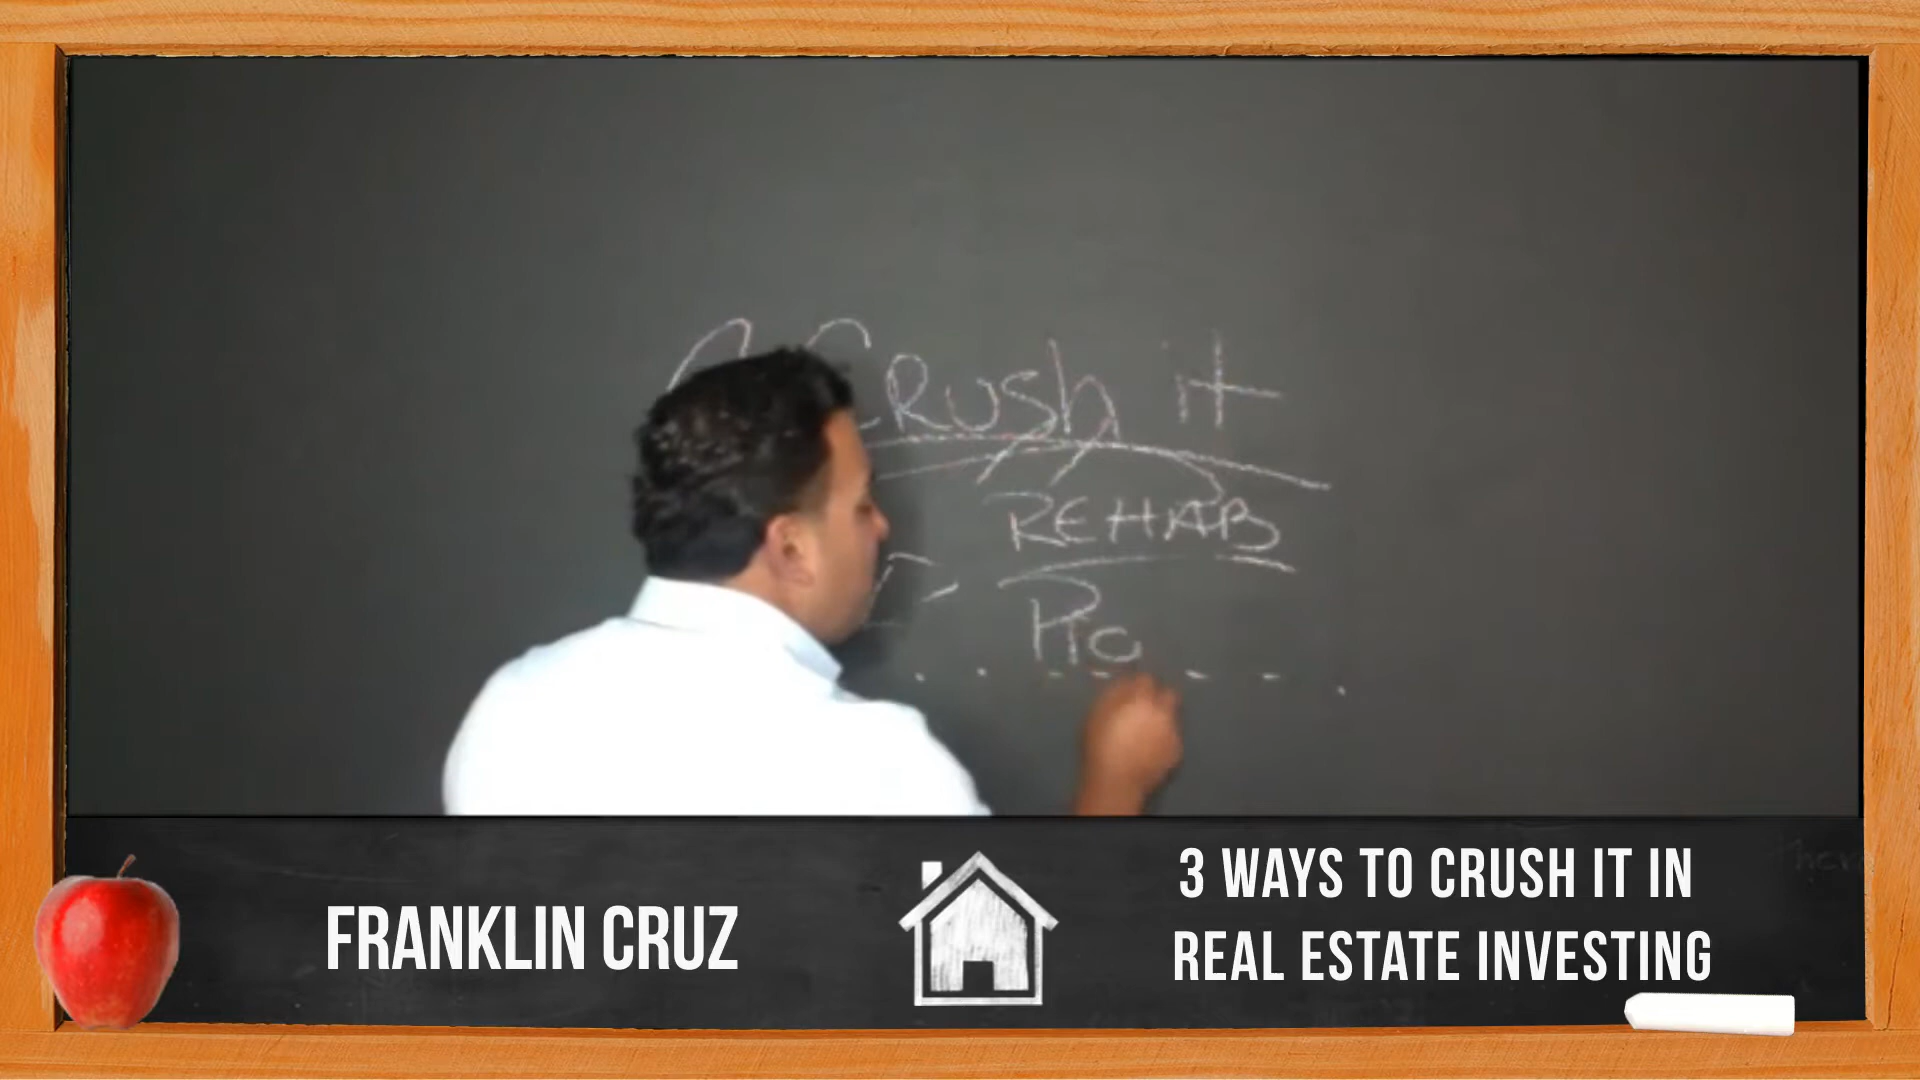 Crush it
REHAB
FRANKLIN CRUZ
3 WAYS TO CRUSH IT IN
REAL ESTATE INVESTING